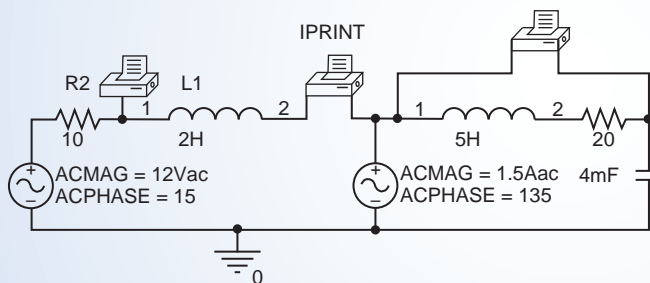 IPRINT
R2
L1
1
2
1
2
10
2H
5H
20
+
−
ACMAG = 12Vac
ACPHASE = 15
+
−
ACMAG = 1.5Aac
ACPHASE = 135
4mF
0